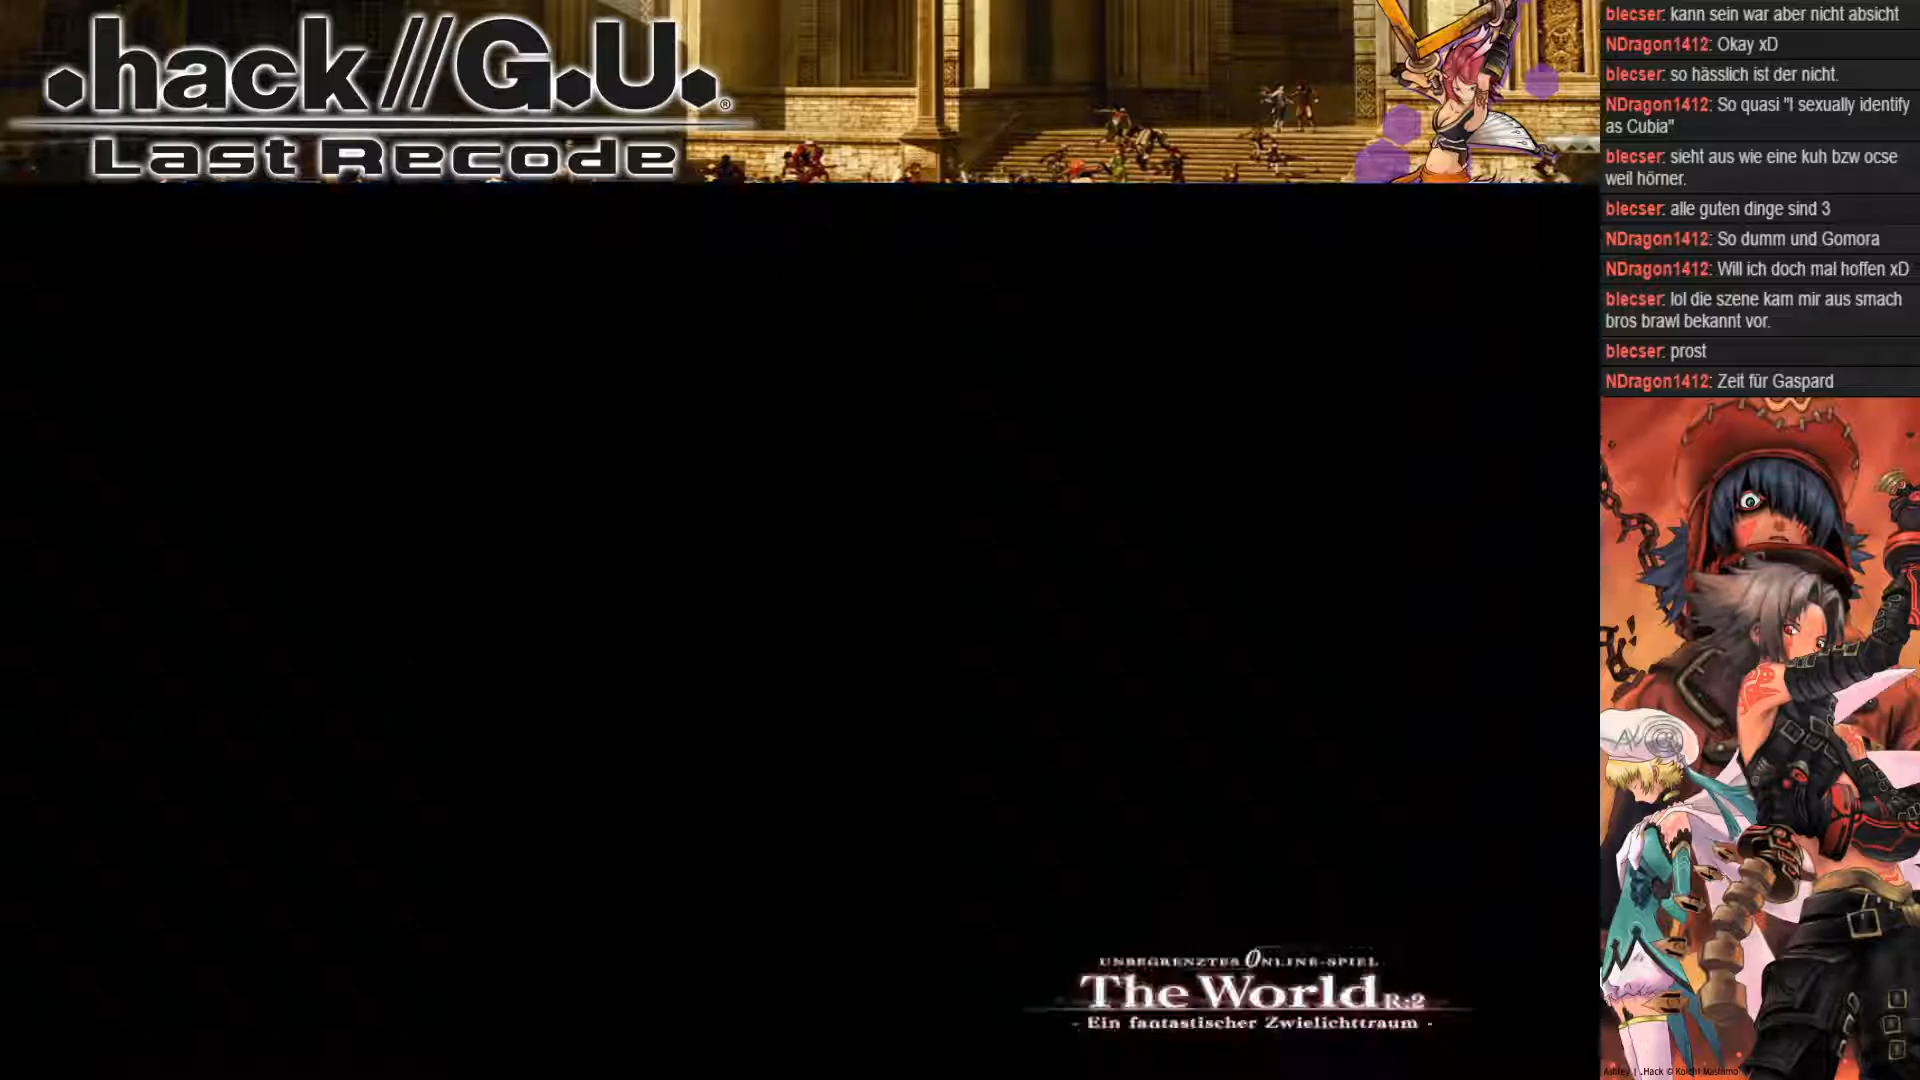 .hack//G.U.®
Last Recode
blecser: kann sein war aber nicht absicht
NDragon1412: Okay xD
blecser: so hässlich ist der nicht.
NDragon1412: So quasi "I sexually identify
as Cubia"
blecser: sieht aus wie eine kuh bzw ocse
weil hörner.
blecser: alle guten dinge sind 3
NDragon1412: So dumm und Gomora
NDragon1412: Will ich doch mal hoffen xD
blecser: lol die szene kam mir aus smach
bros brawl bekannt vor.
blecser: prost
NDragon1412: Zeit für Gaspard
UNBEGRENZTES ONLINE-SPIEL
The World R:2
- Ein fantastischer Zwielichttraum -
Ashley | .Hack © Koichi Mashimo